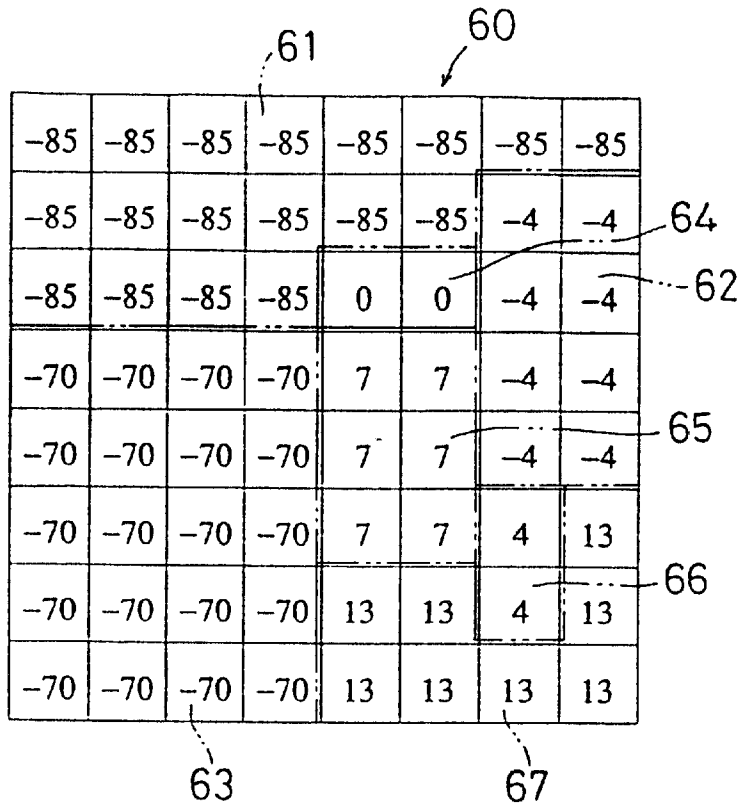 60
61
−85 −85 −85 −85 −85 −85 −85 −85
−85 −85 −85 −85 −85 −85 −4 −4
64
−85 −85 −85 −85 0 0 −4 −4
62
−70 −70 −70 −70 7 7 −4 −4
−70 −70 −70 −70 7 7 −4 −4
65
−70 −70 −70 −70 7 7 4 13
66
−70 −70 −70 −70 13 13 4 13
−70 −70 −70 −70 13 13 13 13
63
67